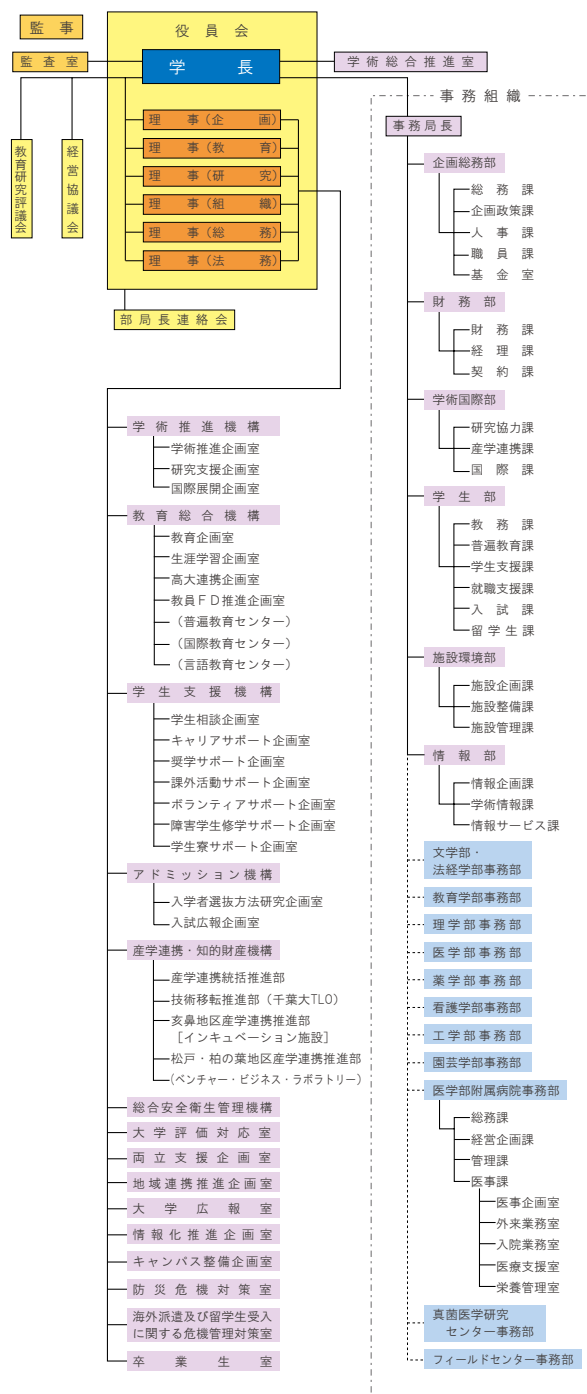 監事
役員会
監査室
学長
学術総合推進室
教育研究評議会
経営協議会
理事（企画）
理事（教育）
理事（研究）
理事（組織）
理事（総務）
理事（法務）
部局長連絡会
学術推進機構
学術推進企画室
研究支援企画室
国際展開企画室
教育総合機構
教育企画室
生涯学習企画室
高大連携企画室
教員ＦＤ推進企画室
（普遍教育センター）
（国際教育センター）
（言語教育センター）
学生支援機構
学生相談企画室
キャリアサポート企画室
奨学サポート企画室
課外活動サポート企画室
ボランティアサポート企画室
障害学生修学サポート企画室
学生寮サポート企画室
アドミッション機構
入学者選抜方法研究企画室
入試広報企画室
産学連携・知的財産機構
産学連携統括推進部
技術移転推進部（千葉大TLO）
亥鼻地区産学連携推進部
［インキュベーション施設］
松戸・柏の葉地区産学連携推進部
（ベンチャー・ビジネス・ラボラトリー）
総合安全衛生管理機構
大学評価対応室
両立支援企画室
地域連携推進企画室
大学広報室
情報化推進企画室
キャンパス整備企画室
防災危機対策室
海外派遣及び留学生受入
に関する危機管理対策室
卒業生室
事務組織
事務局長
企画総務部
総務課
企画政策課
人事課
職員課
基金室
財務部
財務課
経理課
契約課
学術国際部
研究協力課
産学連携課
国際課
学生部
教務課
普遍教育課
学生支援課
就職支援課
入試課
留学生課
施設環境部
施設企画課
施設整備課
施設管理課
情報部
情報企画課
学術情報課
情報サービス課
文学部・
法経学部事務部
教育学部事務部
理学部事務部
医学部事務部
薬学部事務部
看護学部事務部
工学部事務部
園芸学部事務部
医学部附属病院事務部
総務課
経営企画課
管理課
医事課
医事企画室
外来業務室
入院業務室
医療支援室
栄養管理室
真菌医学研究
センター事務部
フィールドセンター事務部